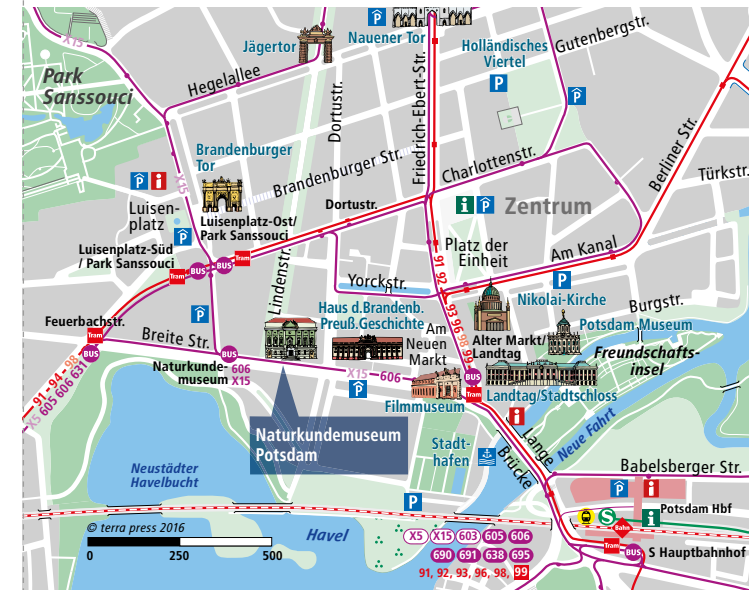 X15
Park
Sanssouci
Jägertor
Hegelallee
P
Nauener Tor
Holländisches
Viertel
P
Gutenbergstr.
P
Dortustr.
Friedrich-Ebert-Str.
Berliner Str.
Türkstr.
Brandenburger
Tor
Brandenburger Str.
Charlottenstr.
P i
X15
Luisen-
platz
P
Dortustr.
i P
Zentrum
Luisenplatz-Ost/
Park Sanssouci
Luisenplatz-Süd
/ Park Sanssouci
Tram
BUS
BUS
Tram
Lindenstr.
Platz der
Einheit
Am Kanal
91 92
93 96 98 99
Yorckstr.
P
Nikolai-Kirche
Burgstr.
Feuerbachstr.
Tram
BUS
Breite Str.
P
Haus d.Brandenb.
Preuß.Geschichte
Am
Neuen
Markt
Alter Markt/
Landtag
Potsdam Museum
Freundschafts-
insel
Naturkunde-
museum
BUS
606
X15
X15
606
P
BUS
Tram
Filmmuseum
Landtag/Stadtschloss
91 - 94 - 98 -
X5 605 606 631
Naturkundemuseum
Potsdam
i
Lange
Brücke
Neue Fahrt
Stadt-
hafen
Neustädter
Havelbucht
P
Babelsberger Str.
P i
S
i
Potsdam Hbf
Bahn
Tram
BUS
S Hauptbahnhof
© terra press 2016
0 250 500
Havel
X5 X15 603 605 606
690 691 638 695
91, 92, 93, 96, 98, 99